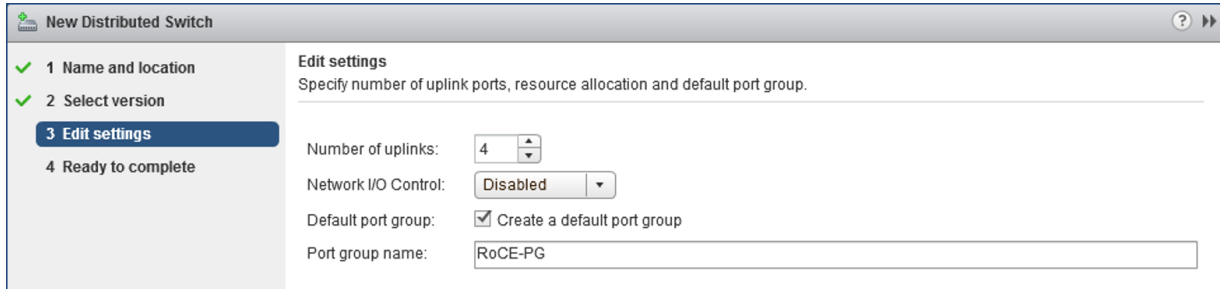 New Distributed Switch
?
1 Name and location
2 Select version
3 Edit settings
4 Ready to complete
Edit settings
Specify number of uplink ports, resource allocation and default port group.
Number of uplinks: 4
Network I/O Control: Disabled
Default port group: Create a default port group
Port group name: RoCE-PG